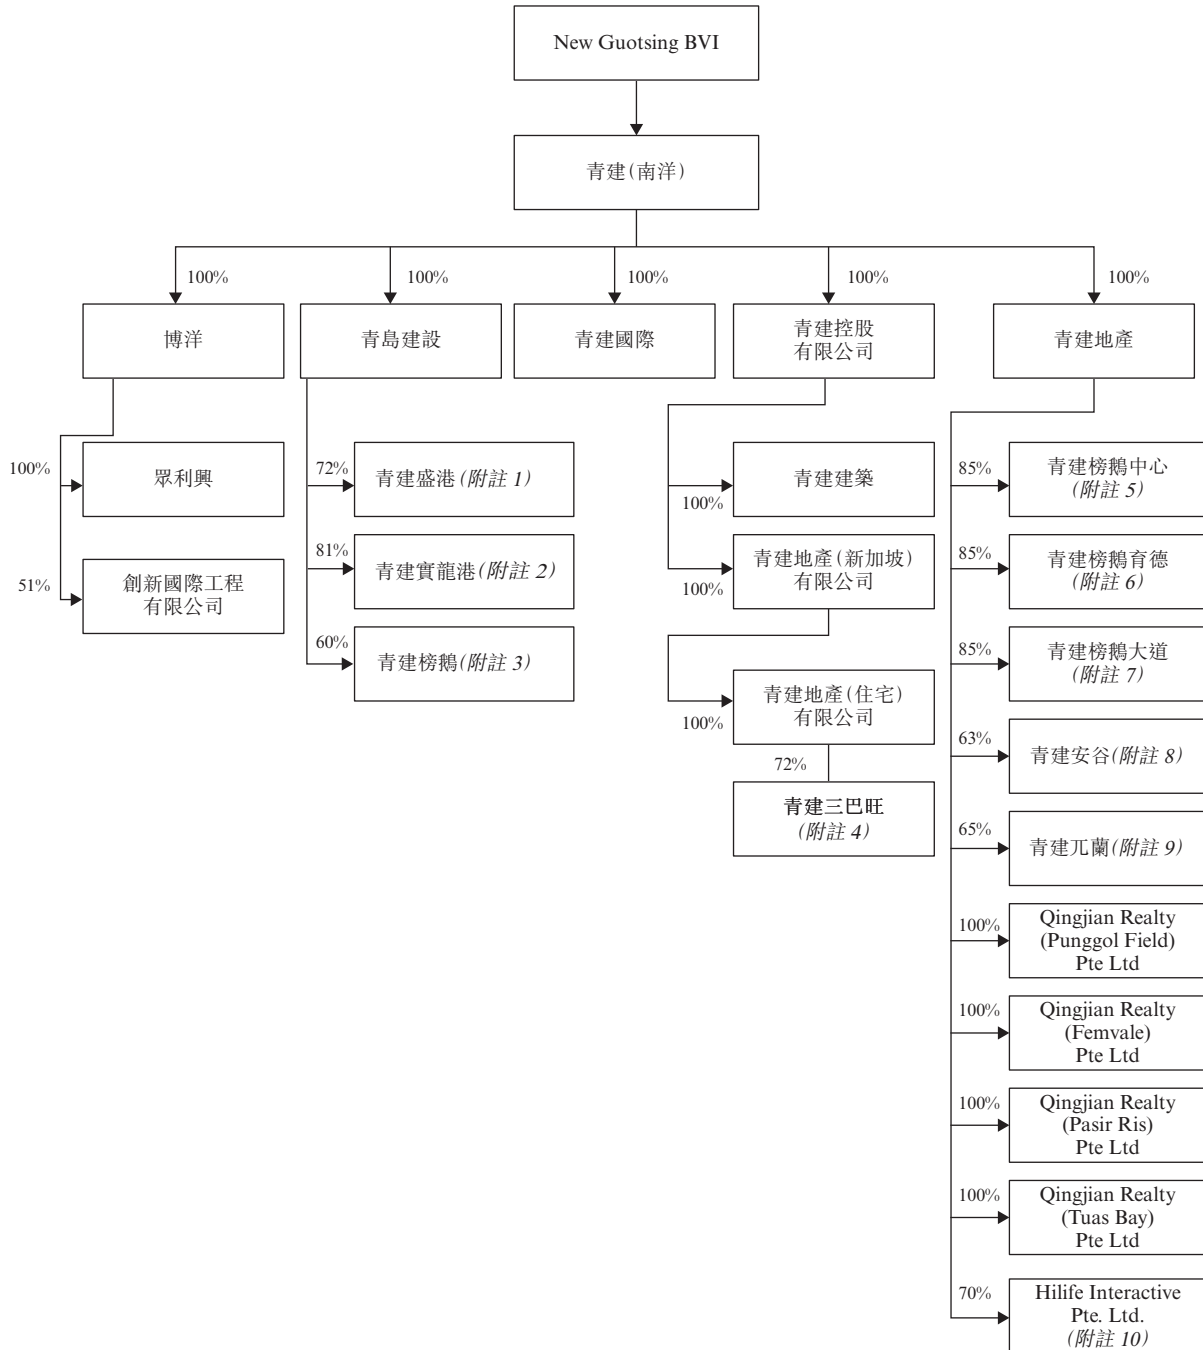 New Guotsing BVI
青建(南洋)
100%
100%
100%
100%
100%
博洋
青島建設
青建國際
青建控股
有限公司
青建地產
100%
眾利興
51%
創新國際工程
有限公司
72%
青建盛港(附註 1)
81%
青建實龍港(附註 2)
60%
青建榜鵝(附註 3)
100%
青建建築
100%
青建地產(新加坡)
有限公司
100%
青建地產(住宅)
有限公司
72%
青建三巴旺
(附註 4)
85%
青建榜鵝中心
(附註 5)
85%
青建榜鵝育德
(附註 6)
85%
青建榜鵝大道
(附註 7)
63%
青建安谷(附註 8)
65%
青建兀蘭(附註 9)
100%
Qingjian Realty
(Punggol Field)
Pte Ltd
100%
Qingjian Realty
(Femvale)
Pte Ltd
100%
Qingjian Realty
(Pasir Ris)
Pte Ltd
100%
Qingjian Realty
(Tuas Bay)
Pte Ltd
70%
Hilife Interactive
Pte. Ltd.
(附註 10)